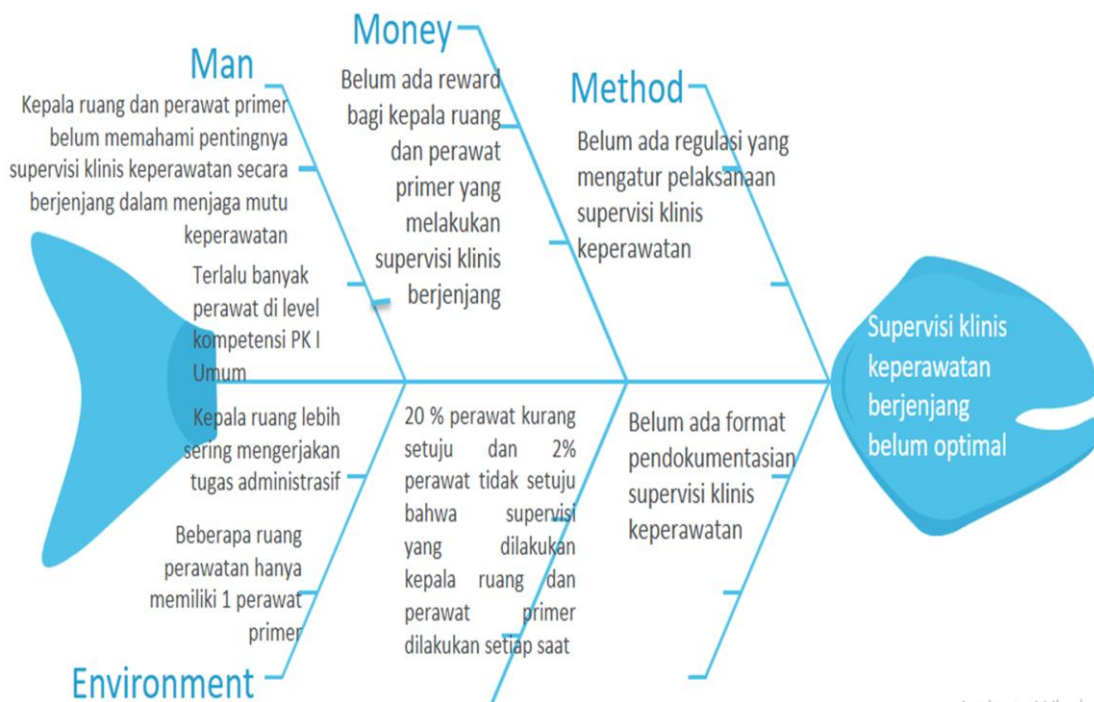 Man
Kepala ruang dan perawat primer
belum memahami pentingnya
supervisi klinis keperawatan secara
berjenjang dalam menjaga mutu
keperawatan
Terlalu banyak
perawat di level
kompetensi PK I
Umum
Money
Belum ada reward
bagi kepala ruang
dan perawat
primer yang
melakukan
supervisi klinis
berjenjang
Method
Belum ada regulasi yang
mengatur pelaksanaan
supervisi klinis
keperawatan
Supervisi klinis
keperawatan
berjenjang
belum optimal
Kepala ruang lebih
sering mengerjakan
tugas administrasif
Beberapa ruang
perawatan hanya
memiliki 1 perawat
primer
Environment
20 % perawat kurang
setuju dan 2%
perawat tidak setuju
bahwa supervisi
yang dilakukan
kepala ruang dan
perawat primer
dilakukan setiap saat
Belum ada format
pendokumentasian
supervisi klinis
keperawatan